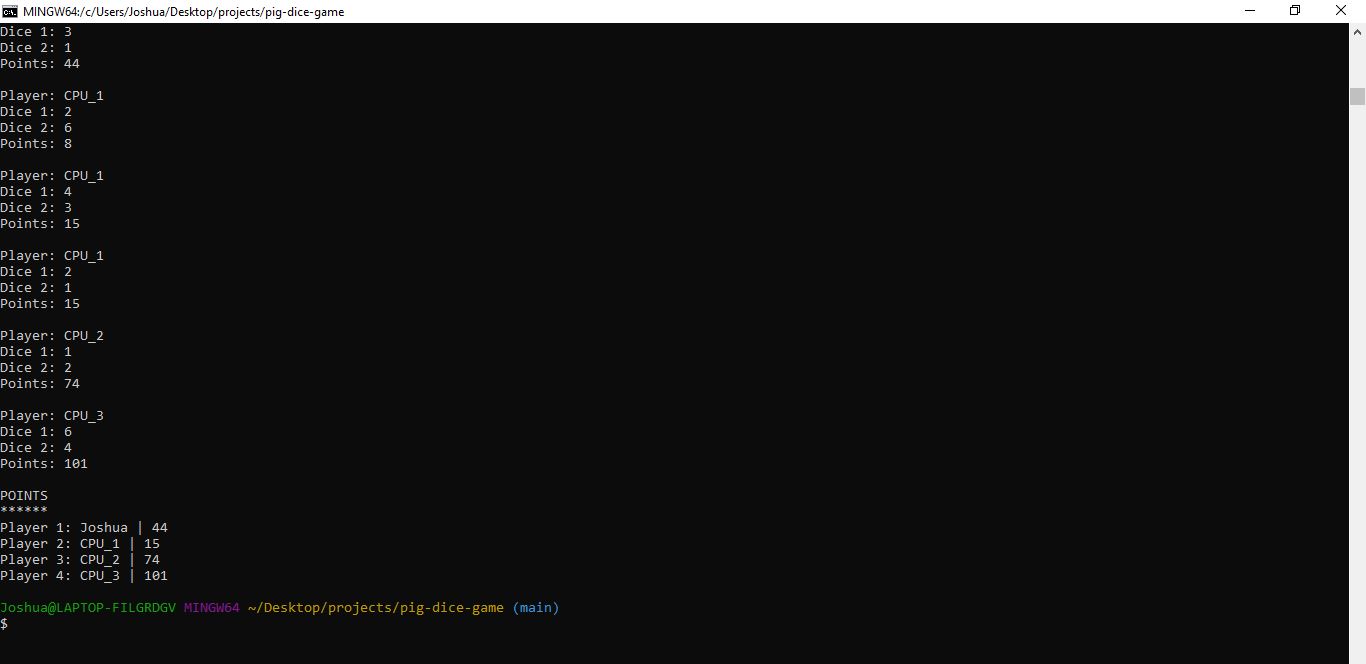 MINGW64:/c/Users/Joshua/Desktop/projects/pig-dice-game
Dice 1: 3
Dice 2: 1
Points: 44
Player: CPU_1
Dice 1: 2
Dice 2: 6
Points: 8
Player: CPU_1
Dice 1: 4
Dice 2: 3
Points: 15
Player: CPU_1
Dice 1: 2
Dice 2: 1
Points: 15
Player: CPU_2
Dice 1: 1
Dice 2: 2
Points: 74
Player: CPU_3
Dice 1: 6
Dice 2: 4
Points: 101
POINTS
******
Player 1: Joshua | 44
Player 2: CPU_1 | 15
Player 3: CPU_2 | 74
Player 4: CPU_3 | 101
Joshua@LAPTOP-FILGRDGV MINGW64 ~/Desktop/projects/pig-dice-game (main)
$